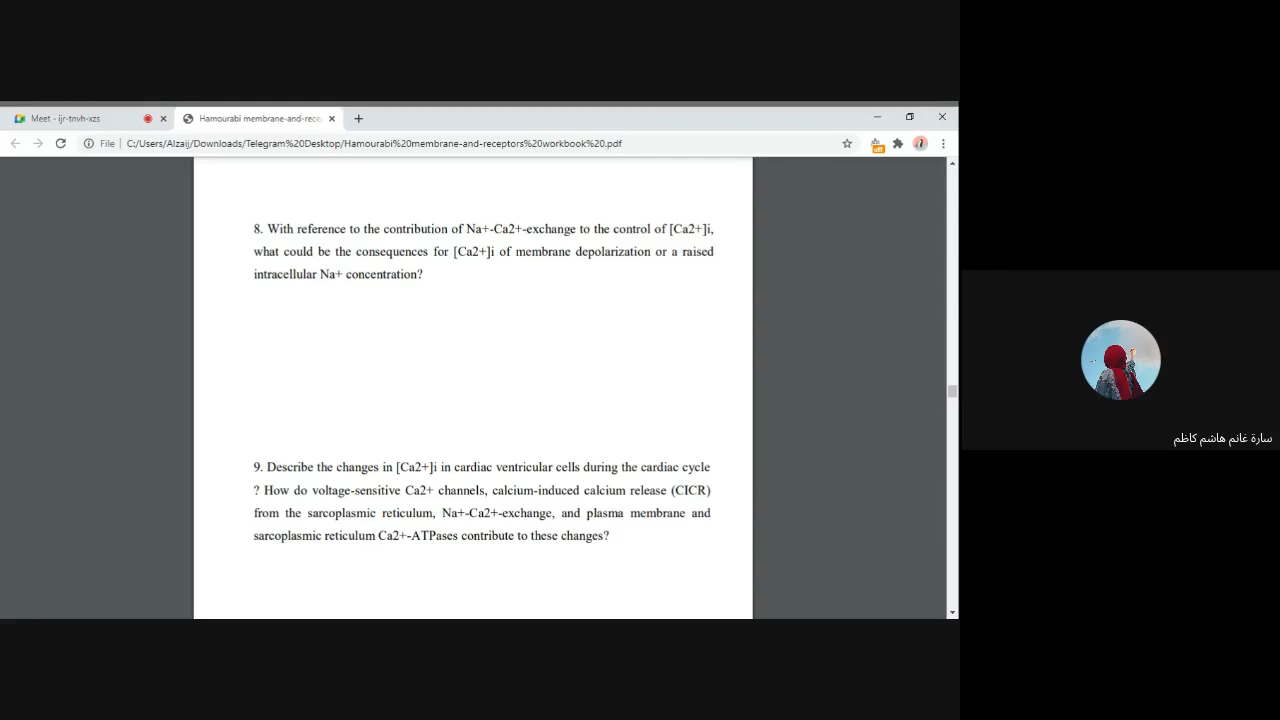 Meet - ijr-tnvh-xzs
Hamourabi membrane-and-rece
File
C:/Users/Alzaij/Downloads/Telegram%20Desktop/Hamourabi%20membrane-and-receptors%20workbook%20.pdf
off
8. With reference to the contribution of Na+-Ca2+-exchange to the control of [Ca2+]i,
what could be the consequences for [Ca2+]i of membrane depolarization or a raised
intracellular Na+ concentration?
9. Describe the changes in [Ca2+]i in cardiac ventricular cells during the cardiac cycle
? How do voltage-sensitive Ca2+ channels, calcium-induced calcium release (CICR)
from the sarcoplasmic reticulum, Na+-Ca2+-exchange, and plasma membrane and
sarcoplasmic reticulum Ca2+-ATPases contribute to these changes?
سارة غانم هاشم كاظم